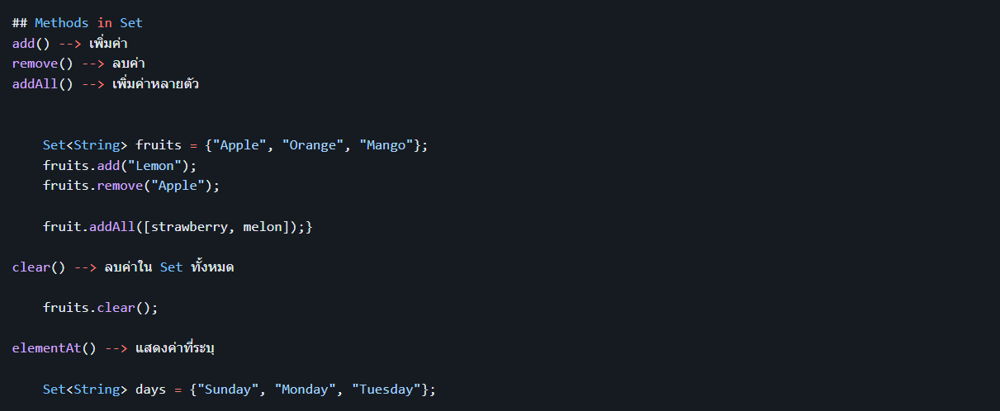 ## Methods in Set
add() --> เพิ่มค่า
remove() --> ลบค่า
addAll() --> เพิ่มค่าหลายตัว
Set<String> fruits = {"Apple", "Orange", "Mango"};
fruits.add("Lemon");
fruits.remove("Apple");
fruit.addAll([strawberry, melon]);}
clear() --> ลบค่าใน Set ทั้งหมด
fruits.clear();
elementAt() --> แสดงค่าที่ระบุ
Set<String> days = {"Sunday", "Monday", "Tuesday"};